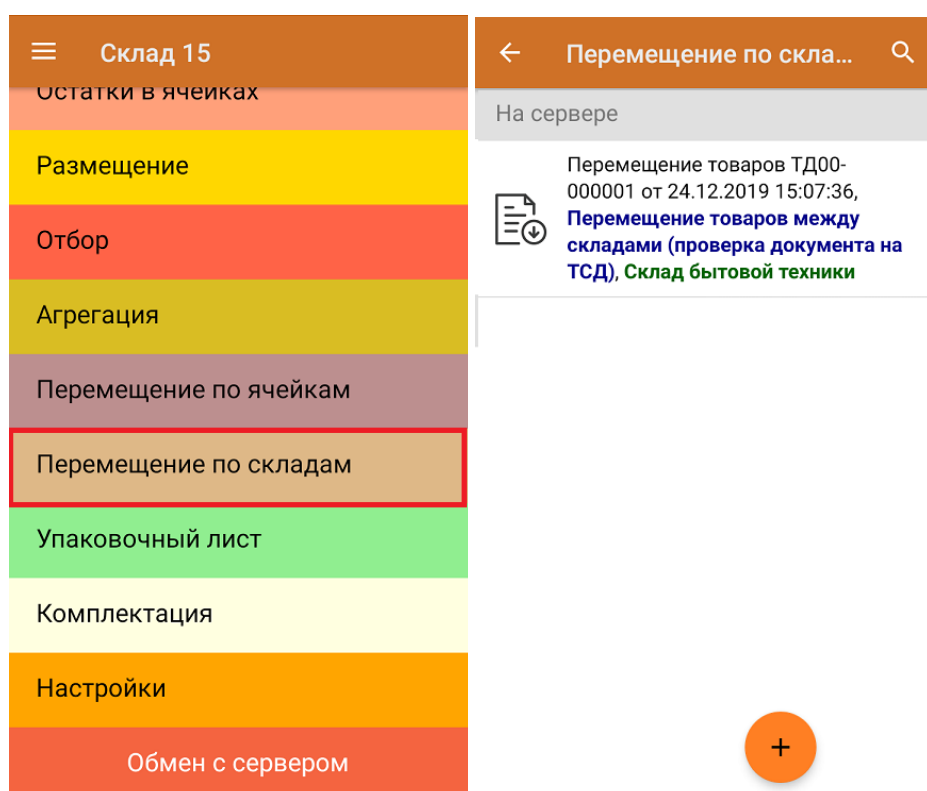 Склад 15
Остатки в ячейках
Размещение
Отбор
Агрегация
Перемещение по ячейкам
Перемещение по складам
Упаковочный лист
Комплектация
Настройки
Обмен с сервером
Перемещение по скла...
На сервере
Перемещение товаров ТД00-
000001 от 24.12.2019 15:07:36,
Перемещение товаров между
складами (проверка документа на
ТСД), Склад бытовой техники
+